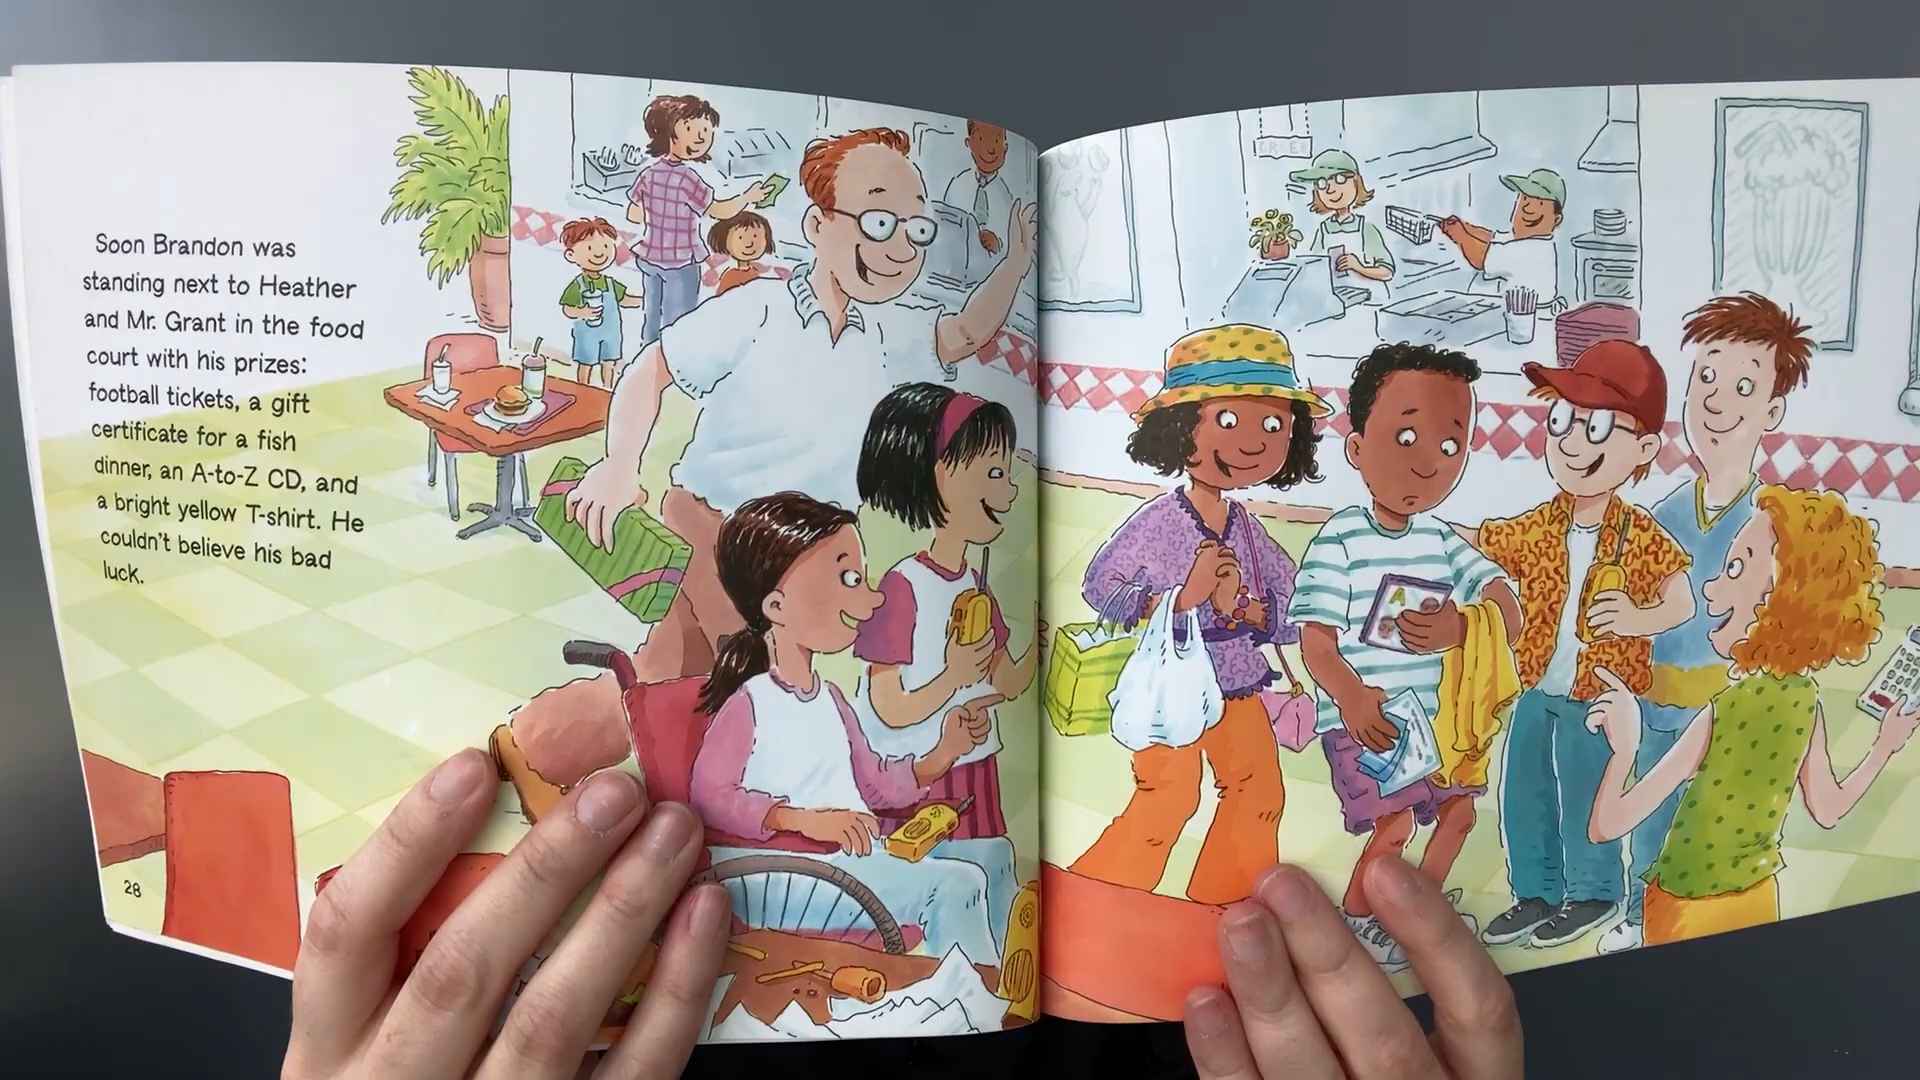 Soon Brandon was
standing next to Heather
and Mr. Grant in the food
court with his prizes:
football tickets, a gift
certificate for a fish
dinner, an A-to-Z CD, and
a bright yellow T-shirt. He
couldn't believe his bad
luck.
28
A